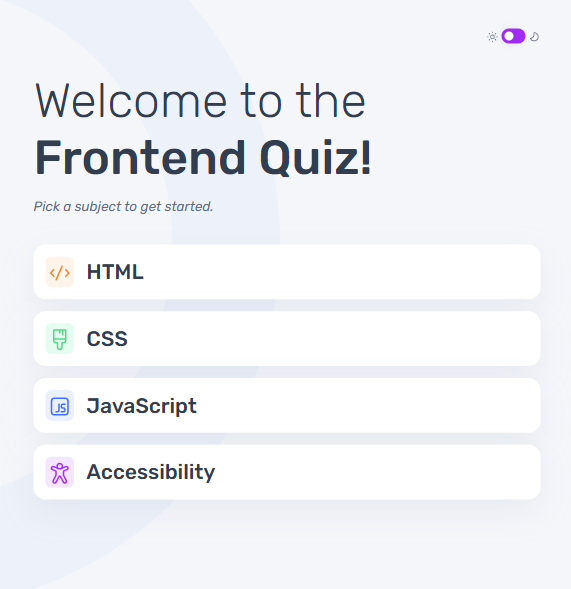 Welcome to the
Frontend Quiz!
Pick a subject to get started.
HTML
CSS
JS JavaScript
Accessibility